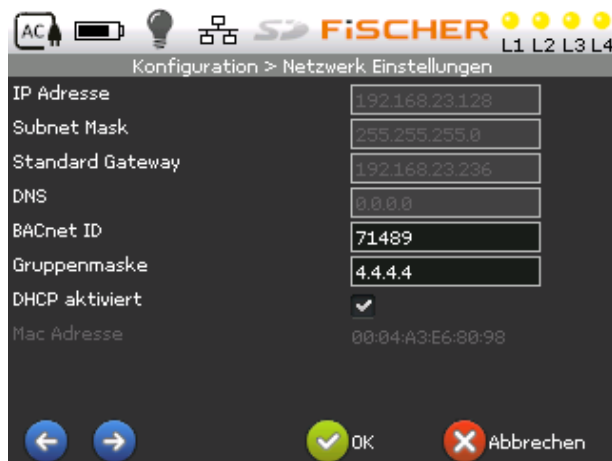 AC
SD FiSCHER
L1 L2 L3 L4
Konfiguration > Netzwerk Einstellungen
IP Adresse 192.168.23.128
Subnet Mask 255.255.255.0
Standard Gateway 192.168.23.236
DNS 0.0.0.0
BACnet ID 71489
Gruppenmaske 4.4.4.4
DHCP aktiviert
Mac Adresse 00:04:A3:E6:80:98
OK Abbrechen